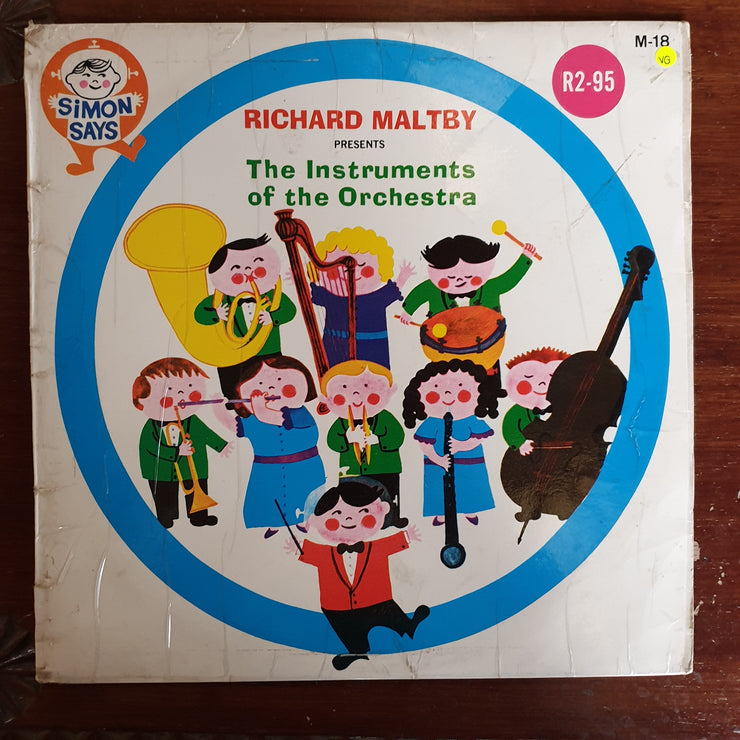 SiMON
SAYS
M-18
VG
R2-95
RICHARD MALTBY
PRESENTS
The Instruments
of the Orchestra